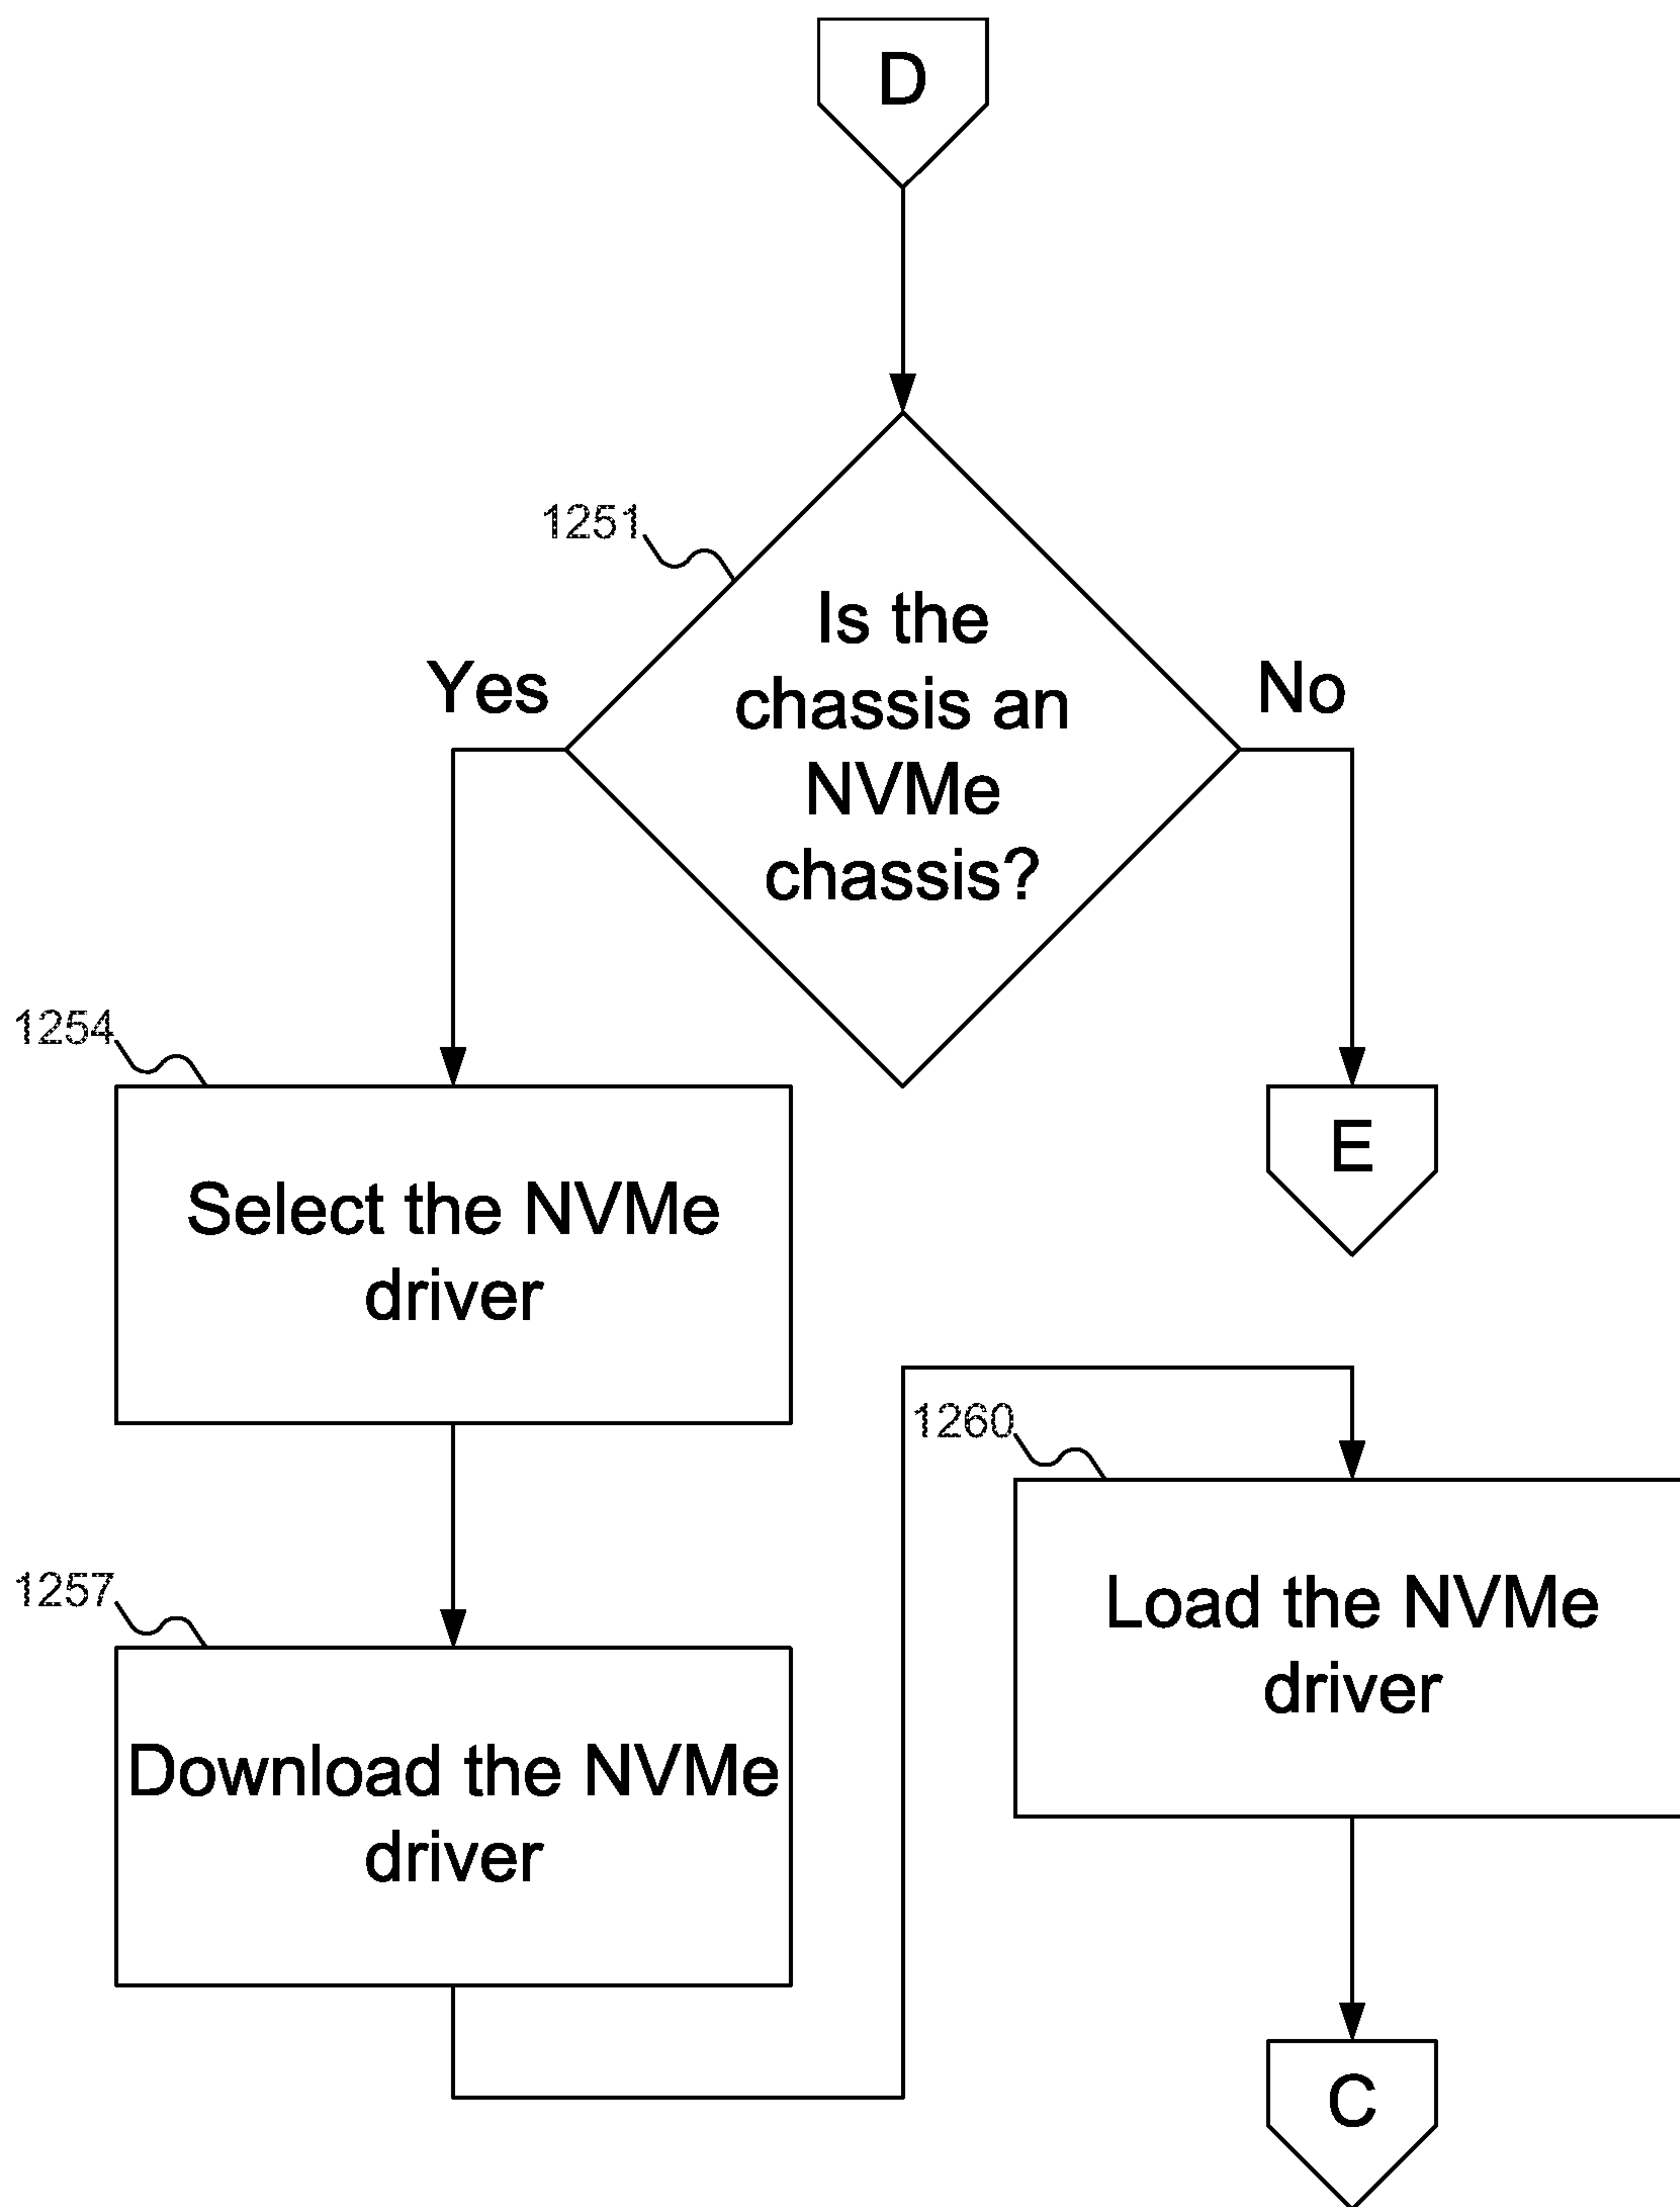 D
1251
Is the
chassis an
NVMe
chassis?
Yes
No
1254
Select the NVMe
driver
E
1257
Download the NVMe
driver
1260
Load the NVMe
driver
C